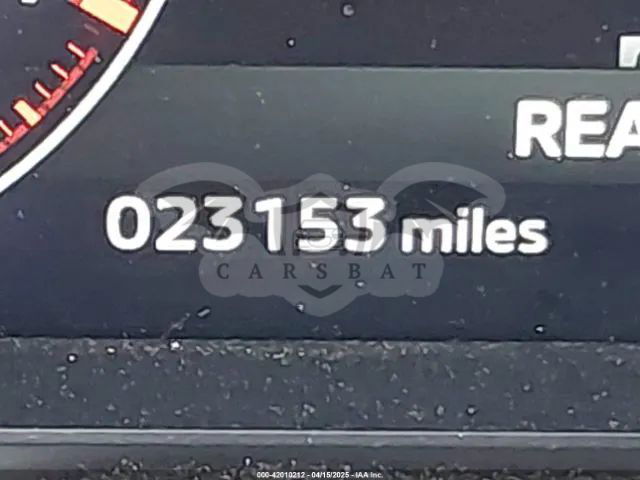 REA
023153 miles
CARSBAT
000-42010212 - 04/15/2025 - IAA Inc.